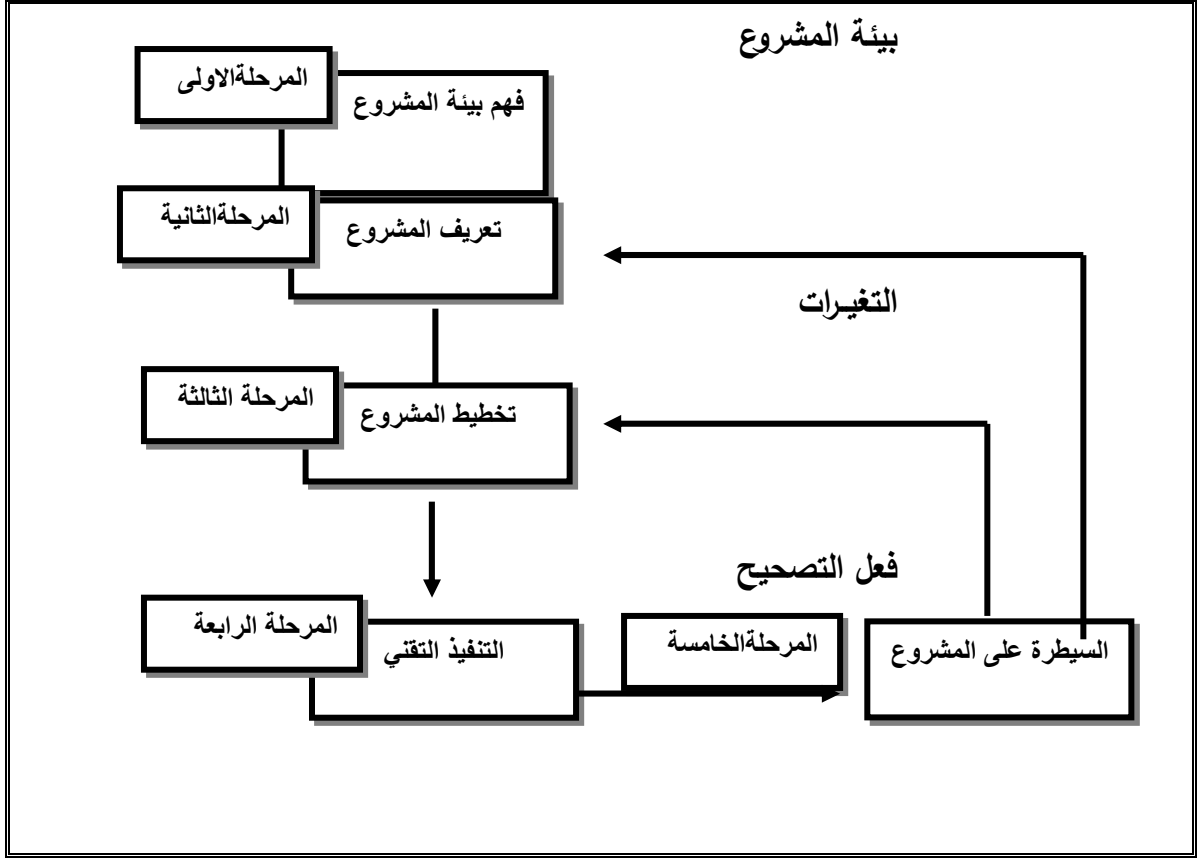 بيئة المشروع
المرحلةالاولى
فهم بيئة المشروع
المرحلةالثانية
تعريف المشروع
التغيرات
المرحلة الثالثة
تخطيط المشروع
فعل التصحيح
المرحلة الرابعة
التنفيذ التقني
المرحلةالخامسة
السيطرة على المشروع